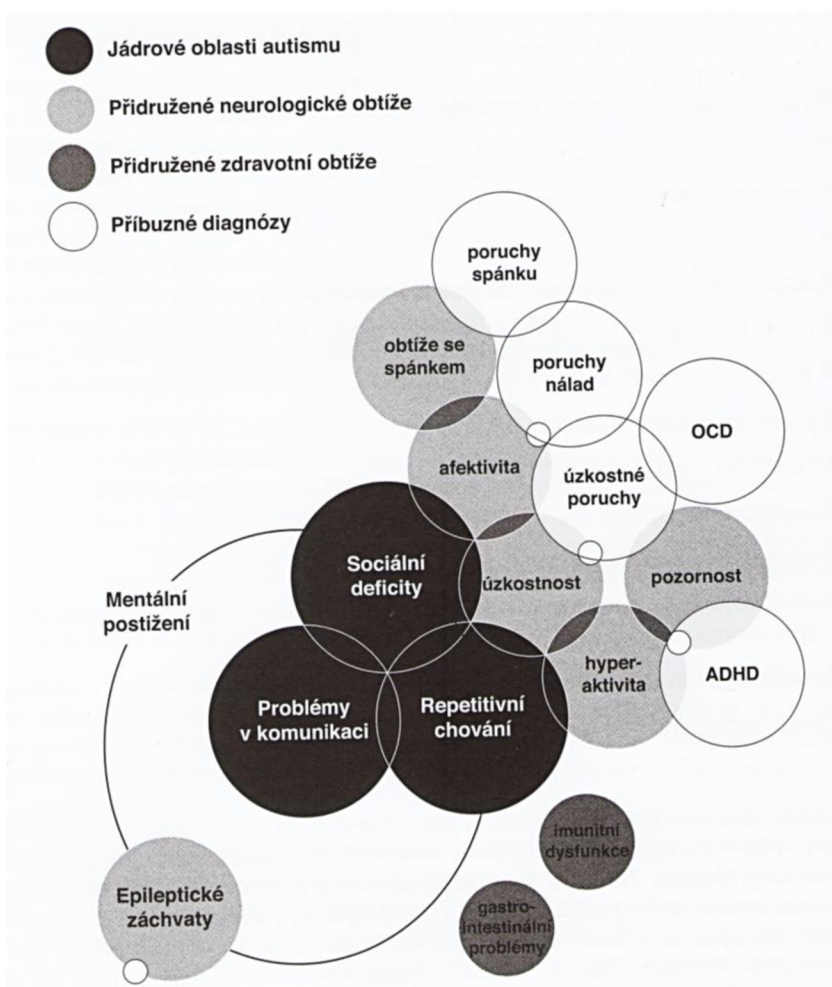 Jádrové oblasti autismu
Přidružené neurologické obtíže
Přidružené zdravotní obtíže
Příbuzné diagnózy
poruchy
spánku
obtíže se
spánkem
poruchy
nálad
OCD
afektivita
úzkostné
poruchy
Sociální
deficity
úzkostnost
pozornost
Mentální
postižení
hyper-
aktivita
ADHD
Problémy
v komunikaci
Repetitivní
chování
imunitní
dysfunkce
Epileptické
záchvaty
gastro-
intestinální
problémy